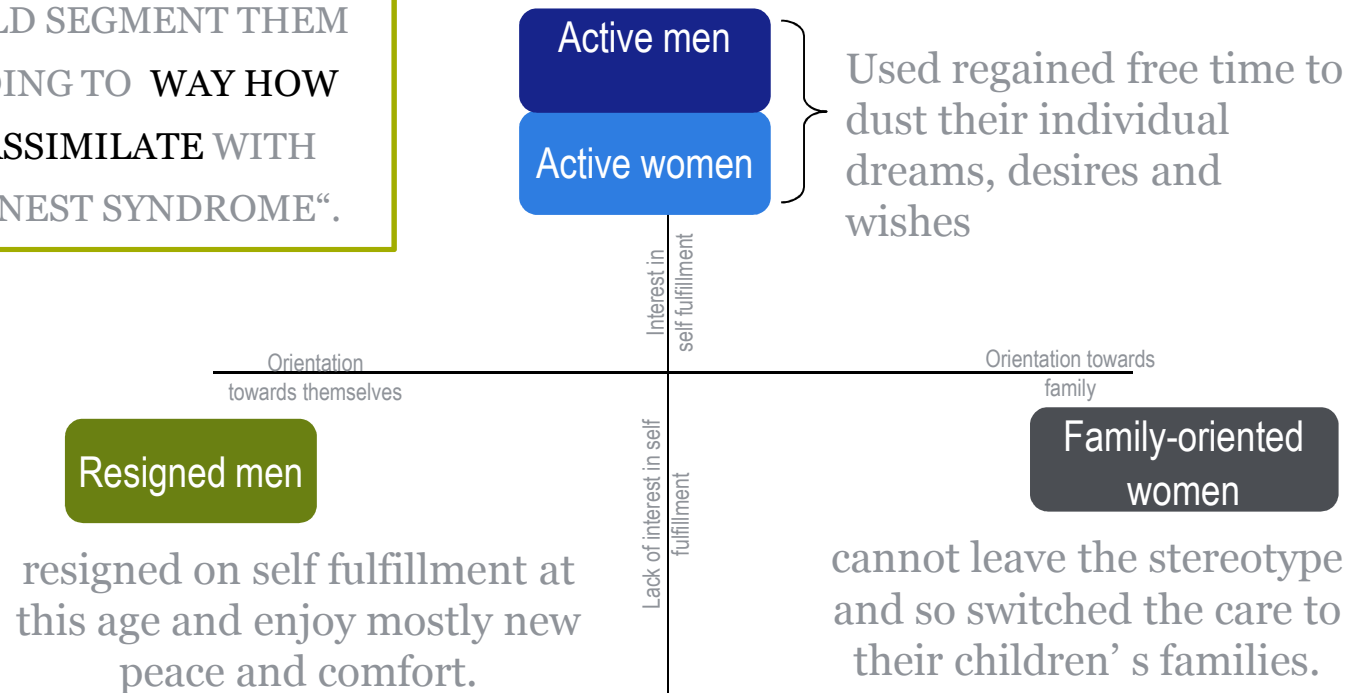 LD SEGMENT THEM
DING TO WAY HOW
ASSIMILATE WITH
NEST SYNDROME“.
Active men
Active women
Used regained free time to
dust their individual
dreams, desires and
wishes
Interest in
self fulfillment
Orientation
towards themselves
Orientation towards
family
Resigned men
Lack of interest in self
fulfillment
Family-oriented
women
resigned on self fulfillment at
this age and enjoy mostly new
peace and comfort.
cannot leave the stereotype
and so switched the care to
their children’ s families.